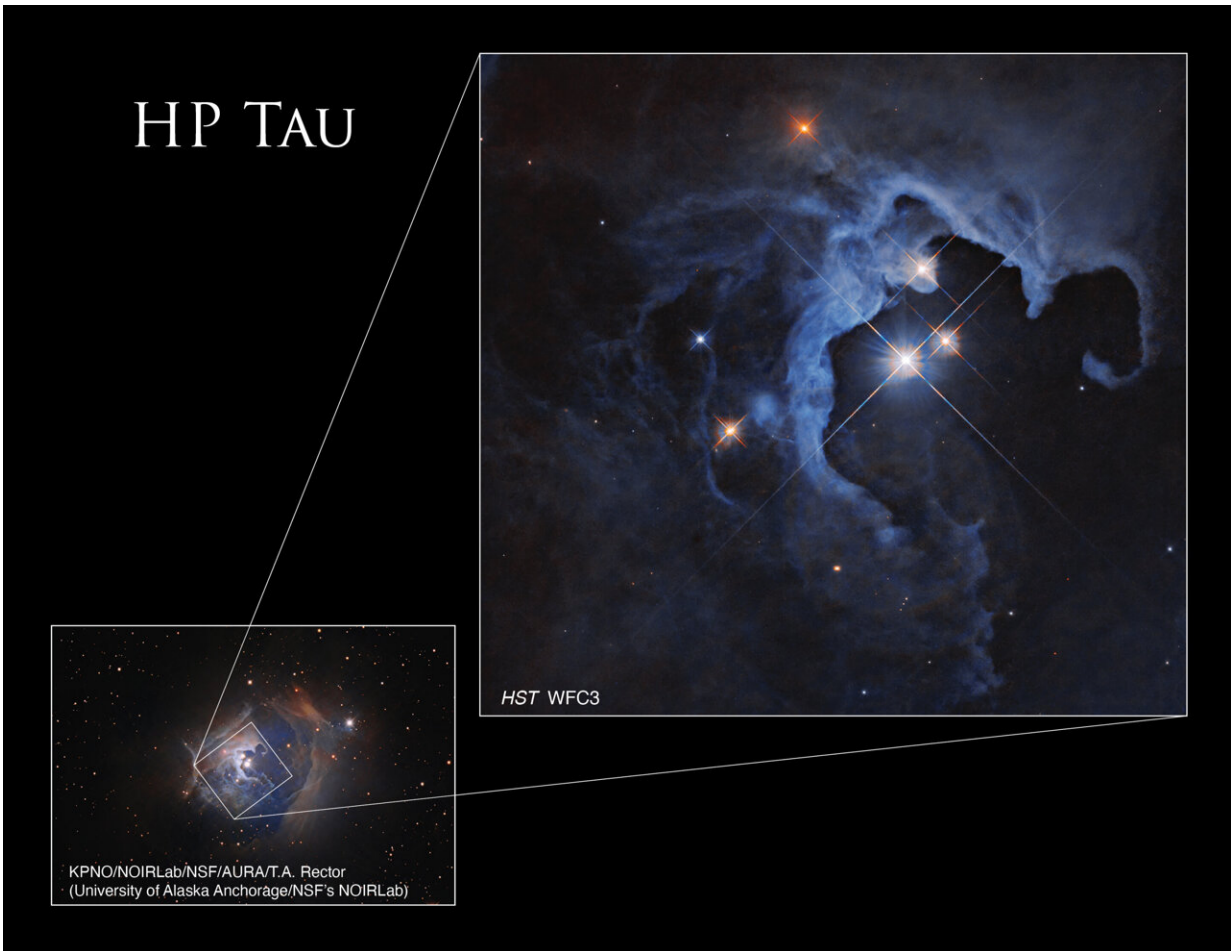 HP TAU
HST WFC3
KPNO/NOIRLab/NSF/AURA/T.A. Rector
(University of Alaska Anchorage/NSF's NOIRLab)